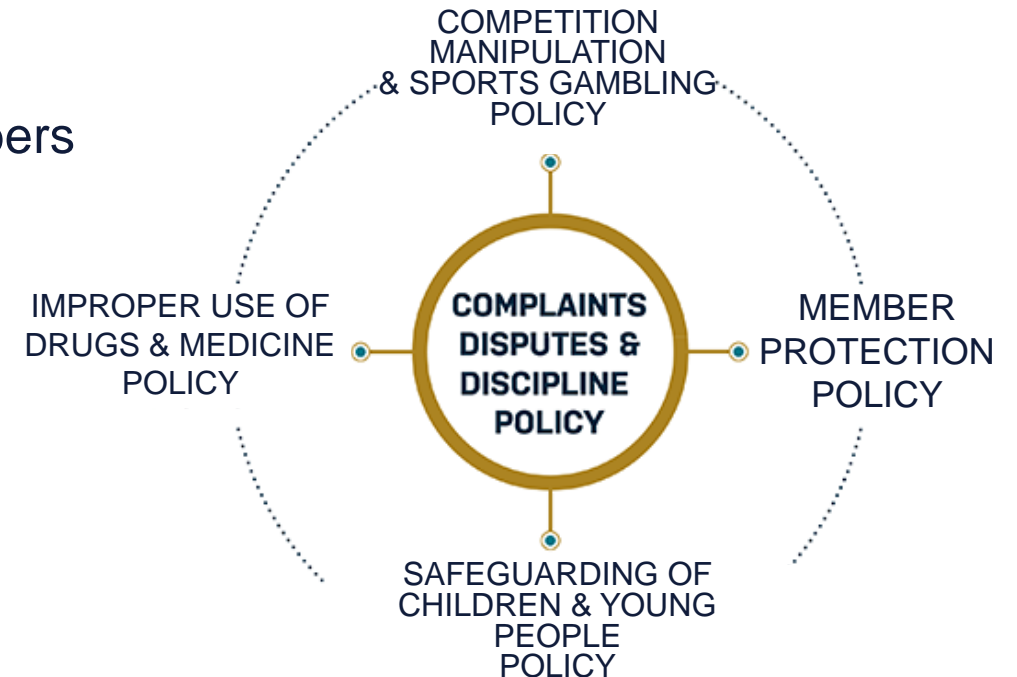 COMPETITION
MANIPULATION
& SPORTS GAMBLING
POLICY
IMPROPER USE OF
DRUGS & MEDICINE
POLICY
COMPLAINTS
DISPUTES &
DISCIPLINE
POLICY
MEMBER
PROTECTION
POLICY
SAFEGUARDING OF
CHILDREN & YOUNG
PEOPLE
POLICY